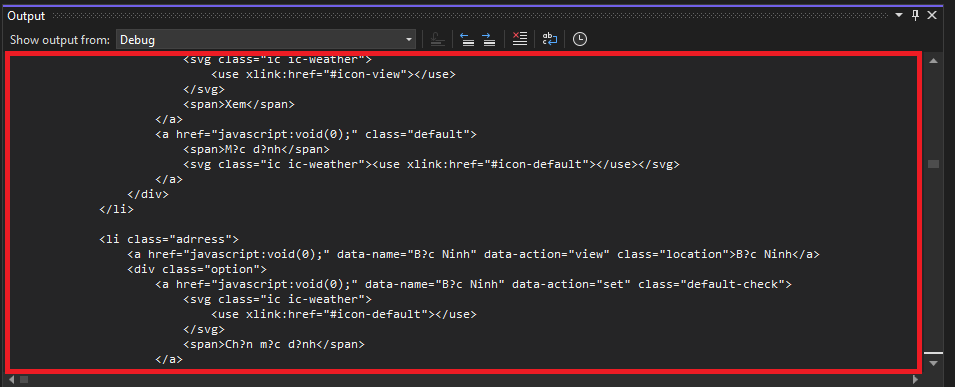 Output
Show output from: Debug
<svg class="ic ic-weather">
<use xlink:href="#icon-view"></use>
</svg>
<span>Xem</span>
</a>
<a href="javascript:void(0);" class="default">
<span>M?c d?nh</span>
<svg class="ic ic-weather"><use xlink:href="#icon-default"></use></svg>
</a>
</div>
</li>
<li class="adrress">
<a href="javascript:void(0);" data-name="B?c Ninh" data-action="view" class="location">B?c Ninh</a>
<div class="option">
<a href="javascript:void(0);" data-name="B?c Ninh" data-action="set" class="default-check">
<svg class="ic ic-weather">
<use xlink:href="#icon-default"></use>
</svg>
<span>Ch?n m?c d?nh</span>
</a>